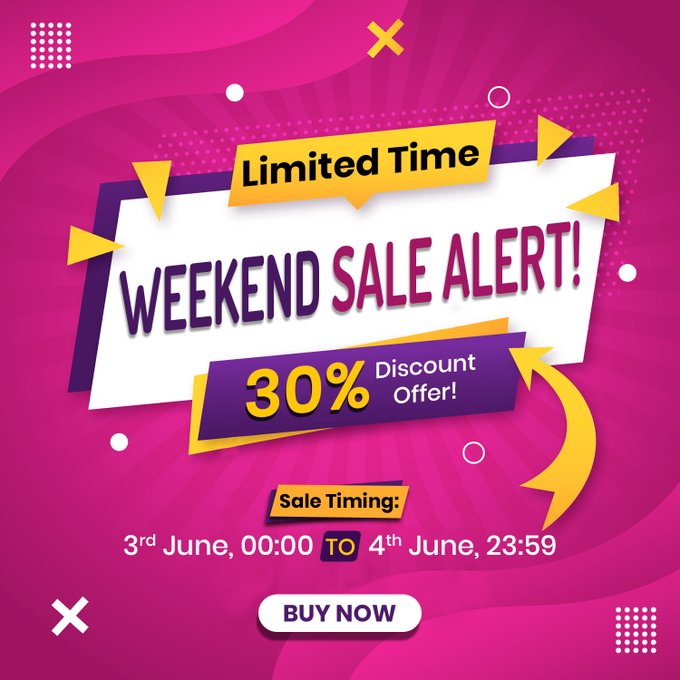 Limited Time
WEEKEND SALE ALERT!
30% Discount
Offer!
Sale Timing:
3rd June, 00:00 TO 4th June, 23:59
BUY NOW